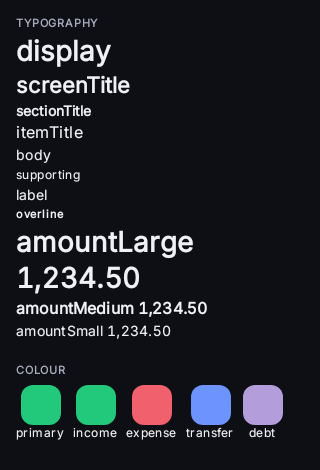 TYPOGRAPHY
display
screenTitle
sectionTitle
itemTitle
body
supporting
label
overline
amountLarge
1,234.50
amountMedium 1,234.50
amountSmall 1,234.50
COLOUR
primary income expense transfer debt